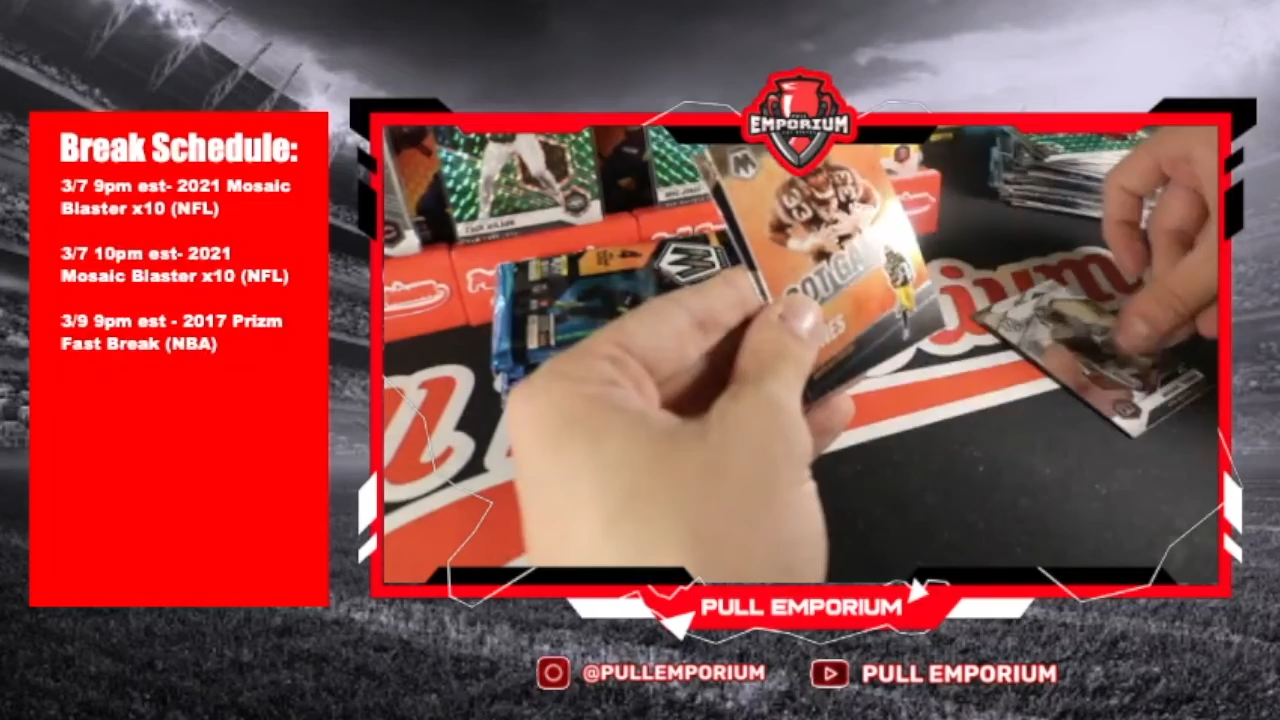 Break Schedule:
3/7 9pm est- 2021 Mosaic
Blaster x10 (NFL)
3/7 10pm est- 2021
Mosaic Blaster x10 (NFL)
3/9 9pm est - 2017 Prizm
Fast Break (NBA)
EMPORIUM
PULL EMPORIUM
@PULLEMPORIUM
PULL EMPORIUM